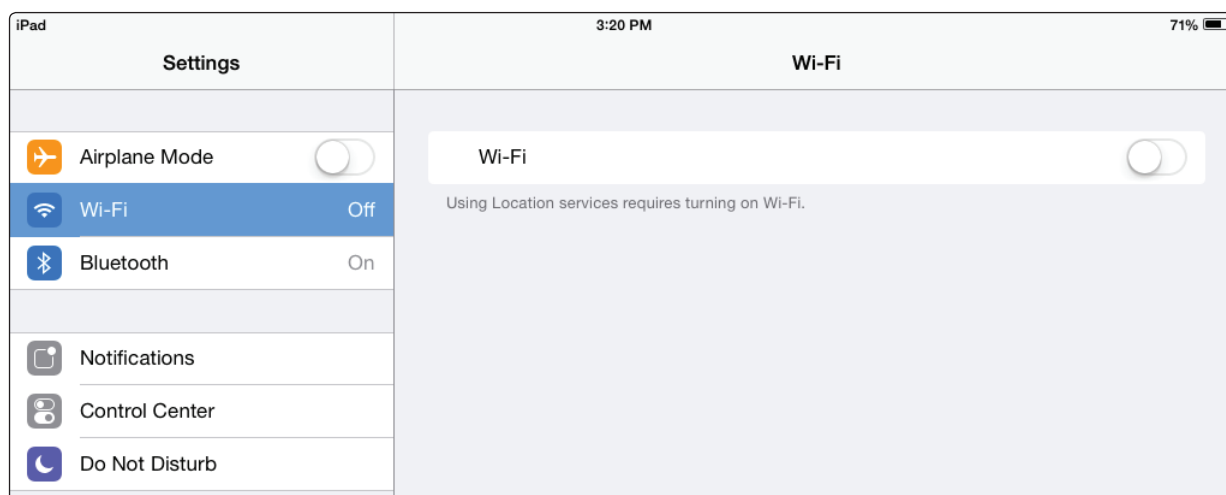 iPad 3:20 PM 71%
Settings Wi-Fi
Airplane Mode
Wi-Fi Off
Bluetooth On
Notifications
Control Center
Do Not Disturb
Wi-Fi
Using Location services requires turning on Wi-Fi.